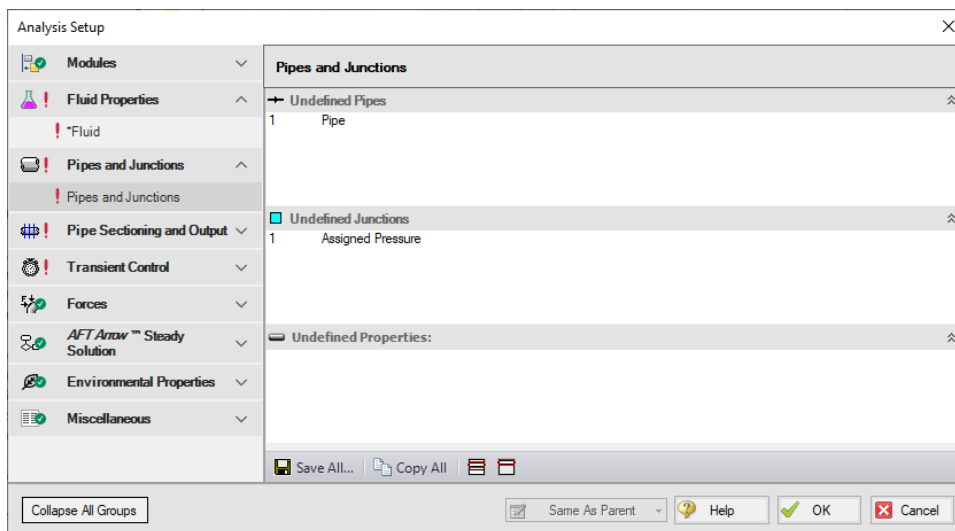 Analysis Setup
Modules
Fluid Properties
*Fluid
Pipes and Junctions
Pipes and Junctions
Pipe Sectioning and Output
Transient Control
Forces
AFT Arrow ™ Steady
Solution
Environmental Properties
Miscellaneous
Collapse All Groups
Pipes and Junctions
Undefined Pipes
1 Pipe
Undefined Junctions
1 Assigned Pressure
Undefined Properties:
Save All... Copy All
Same As Parent Help OK Cancel